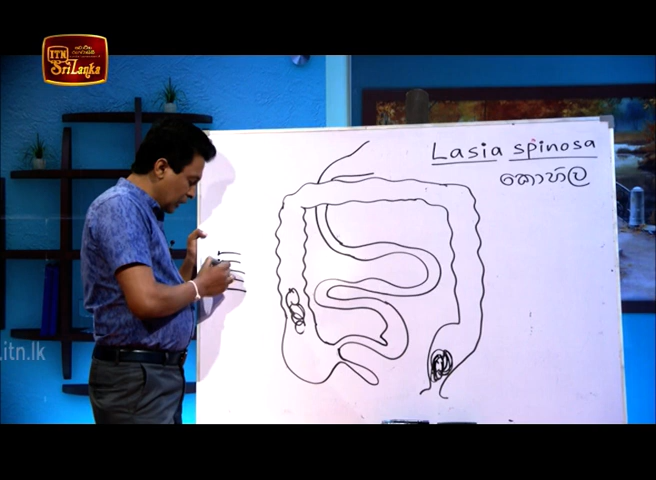 ITN
Sri Lanka
Lasia spinosa
කොහිල
.itn.lk